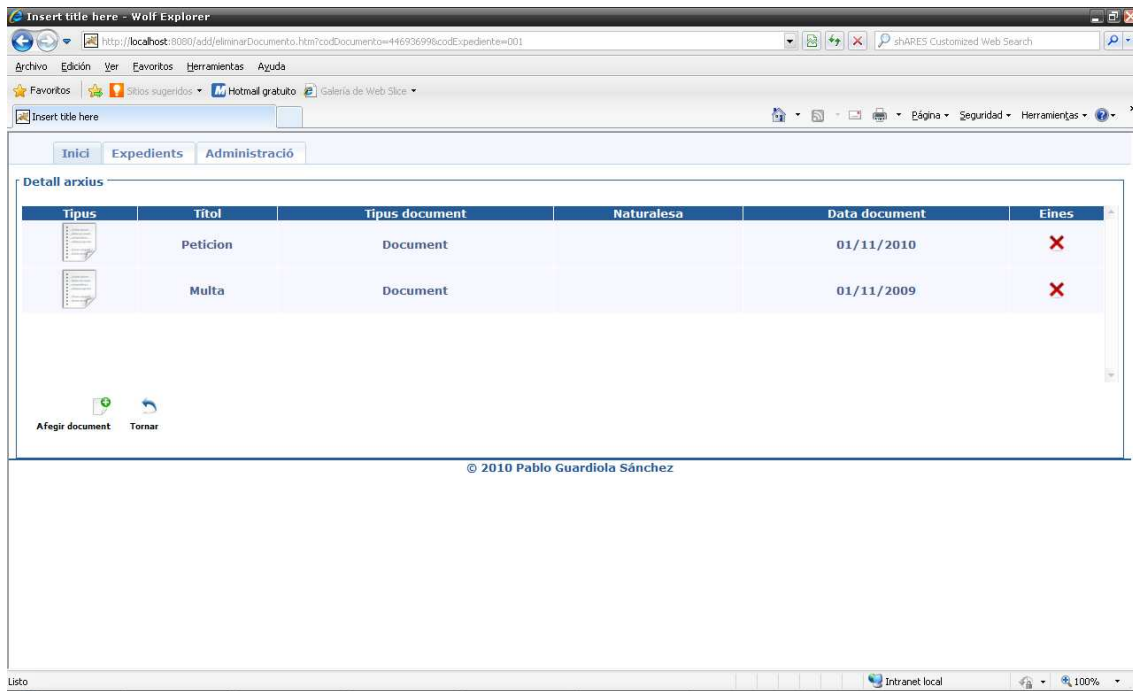 Insert title here - Wolf Explorer
http://localhost:8080/add/eliminarDocumento.htm?codDocumento=44693699&codExpediente=001
shARES Customized Web Search
Archivo Edición Ver Favoritos Herramientas Ayuda
Favoritos Sitios sugeridos Hotmail gratuito Galería de Web Slice
Insert title here
Página Seguridad Herramientas
Inici Expedients Administració
Detall arxius
Tipus Títol Tipus document Naturalesa Data document Eines
Peticion Document 01/11/2010
Multa Document 01/11/2009
Afegir document Tornar
© 2010 Pablo Guardiola Sánchez
Listo Intranet local 100%